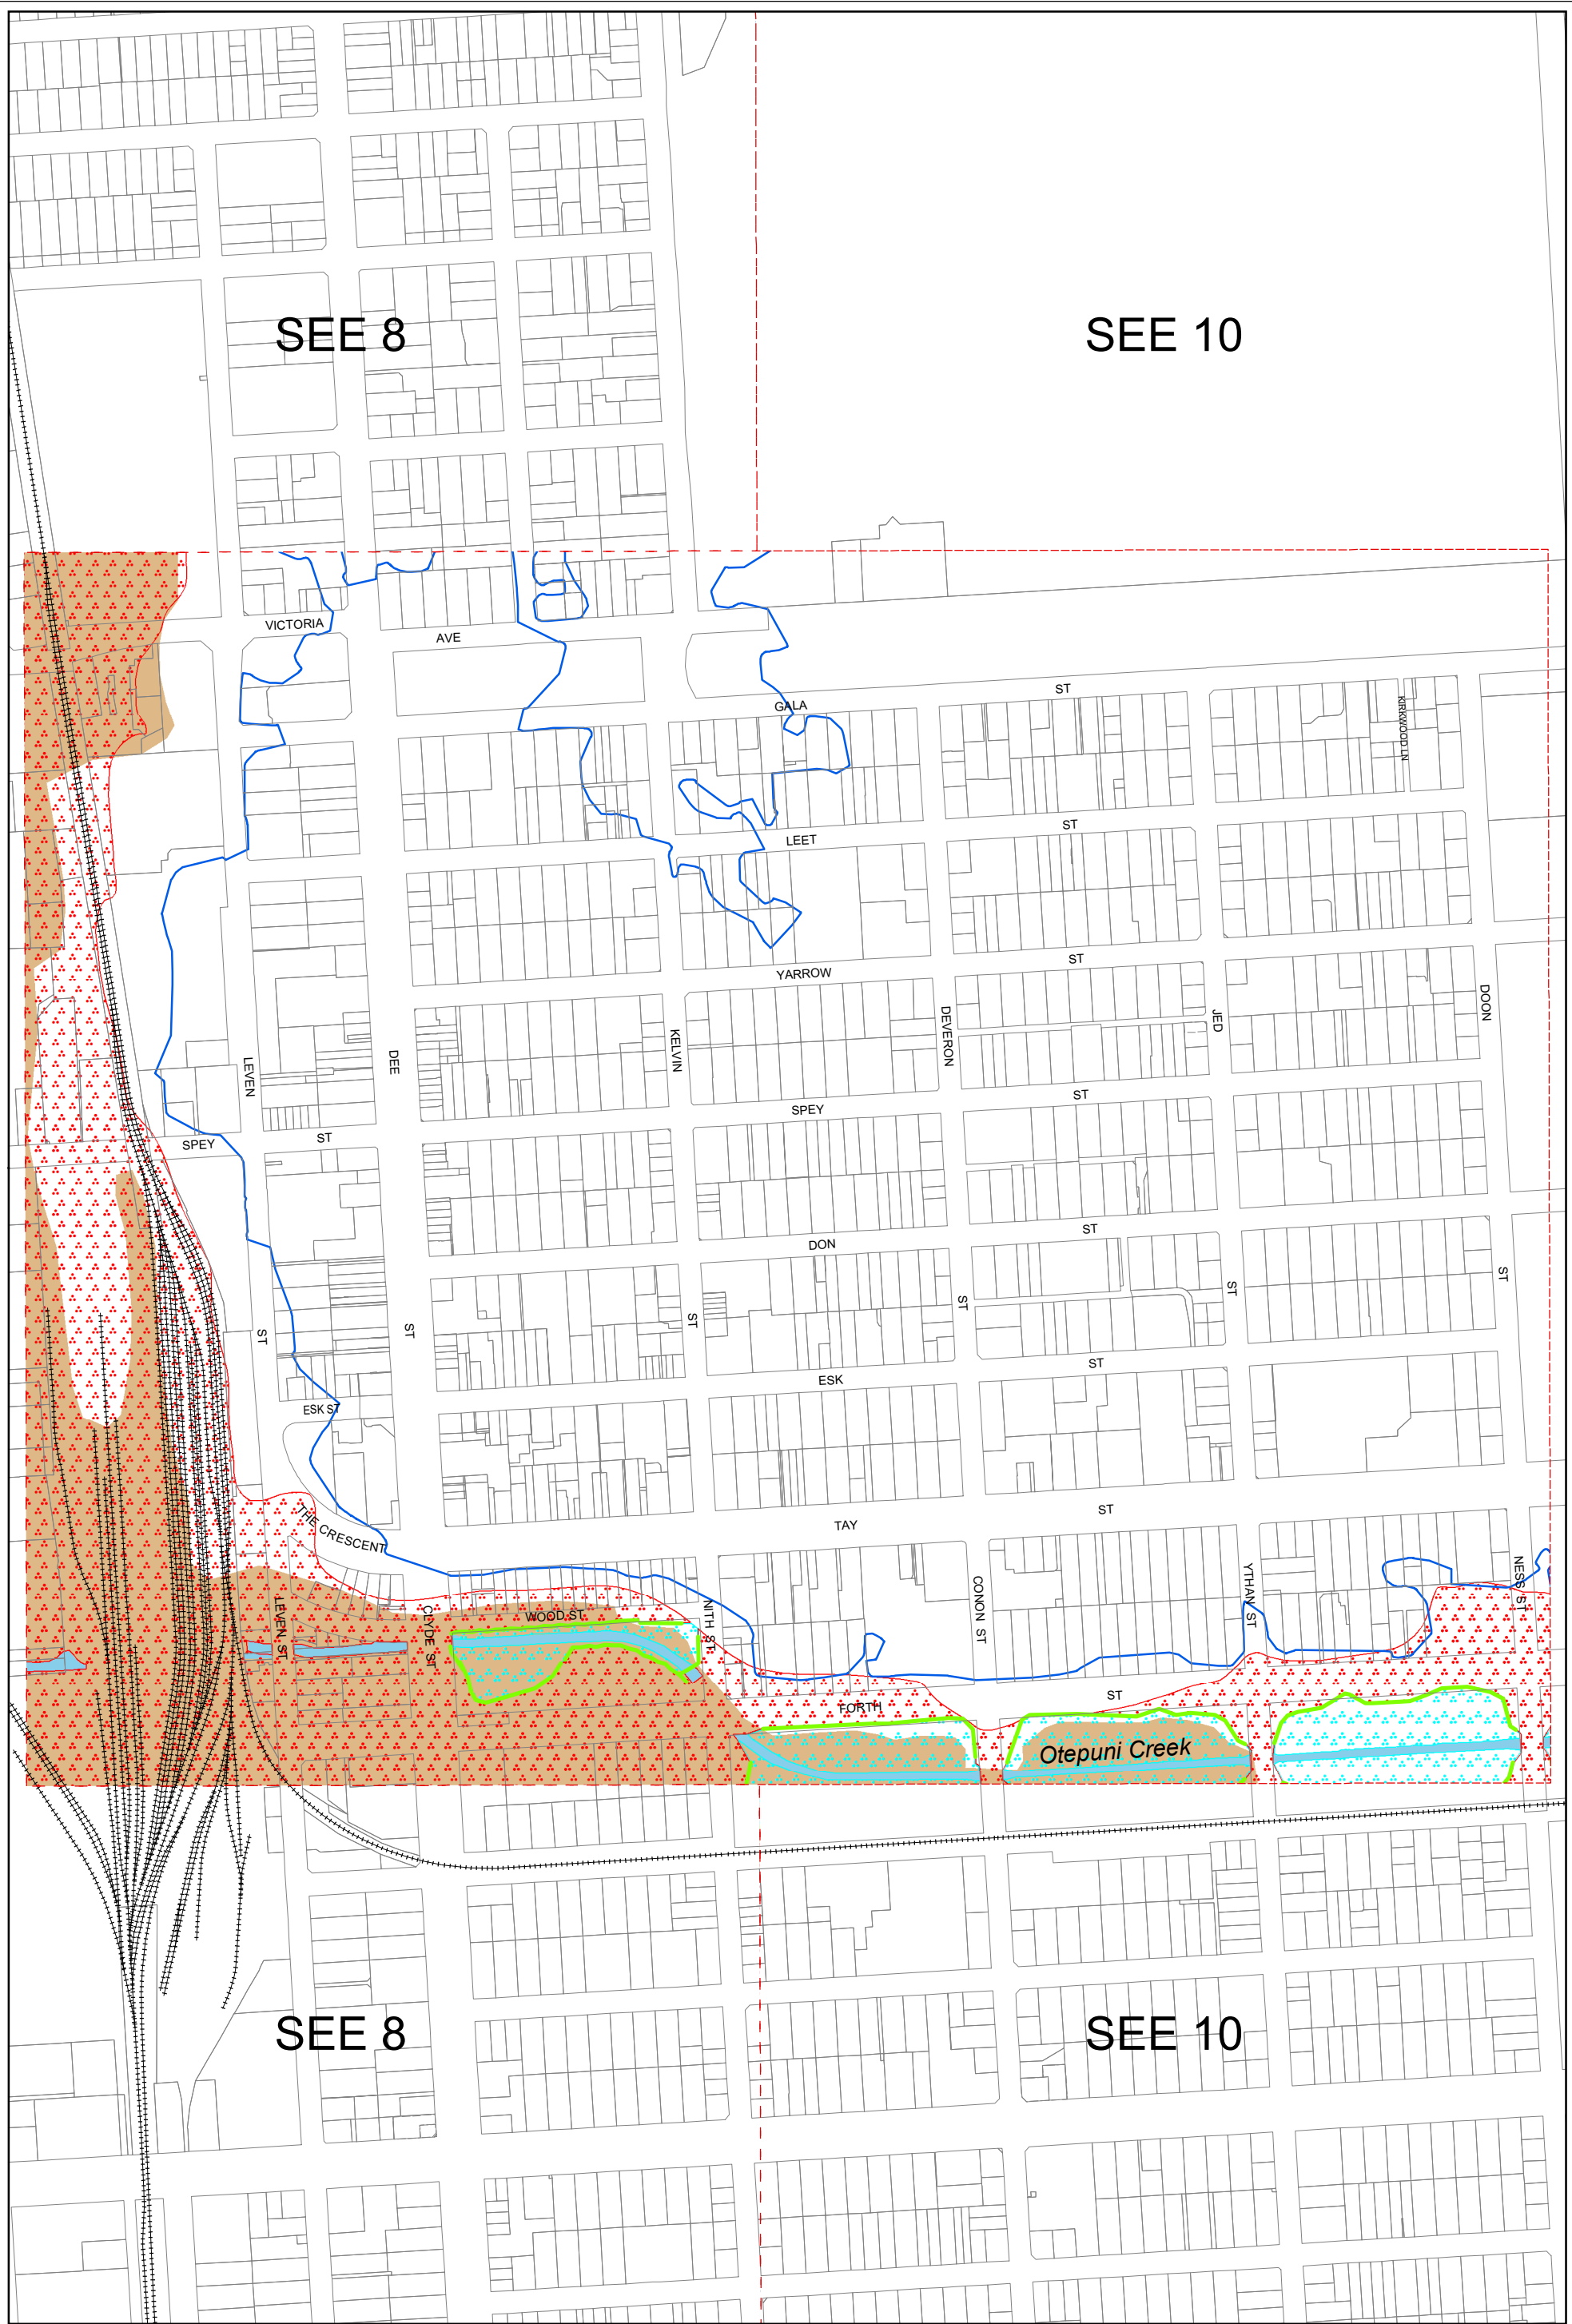 SEE 8
SEE 10
VICTORIA
AVE
GALA
ST
KIRKWOOD LN
LEET
ST
YARROW
ST
LEVEN
DEE
KELVIN
DEVERON
JED
DOON
SPEY
ST
SPEY
ST
DON
ST
ST
ST
ST
ST
ST
ST
ESK
ST
ESK ST
THE CRESCENT
TAY
ST
LEVEN ST
CLYDE ST
WOOD ST
NITH ST
CONON ST
YTHAN ST
NESS ST
FORTH
ST
Otepuni Creek
SEE 8
SEE 10